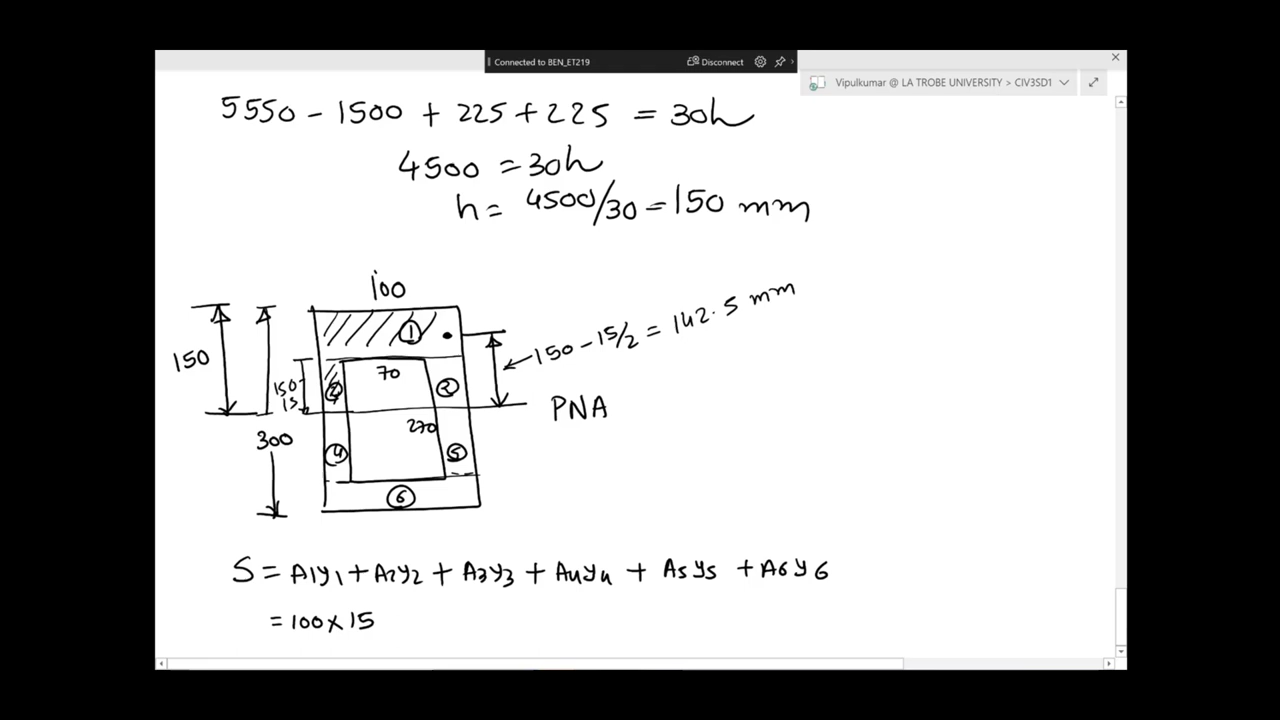 Connected to BEN_ET219
Disconnect
Vipulkumar @ LA TROBE UNIVERSITY > CIV3SD1
5550 - 1500 + 225 + 225 = 30h
4500 = 30h
h = 4500/30 = 150 mm
100
150 - 15/2 = 142.5 mm
1
150
70
150-
15
2
PNA
270
300
4
5
6
S = A1y1 + A2y2 + A3y3 + A4y4 + A5y5 + A6y6
= 100 x 15